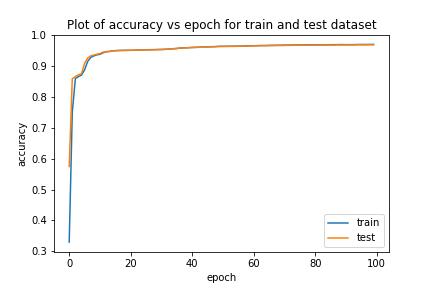 Plot of accuracy vs epoch for train and test dataset
1.0
0.9
0.8
0.7
0.6
0.5
0.4
0.3
accuracy
train
test
0 20 40 60 80 100
epoch